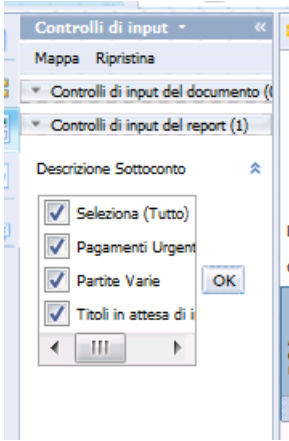 Controlli di input
Mappa Ripristina
Controlli di input del documento (
Controlli di input del report (1)
Descrizione Sottoconto
Seleziona (Tutto)
Pagamenti Urgent
Partite Varie
OK
Titoli in attesa di i